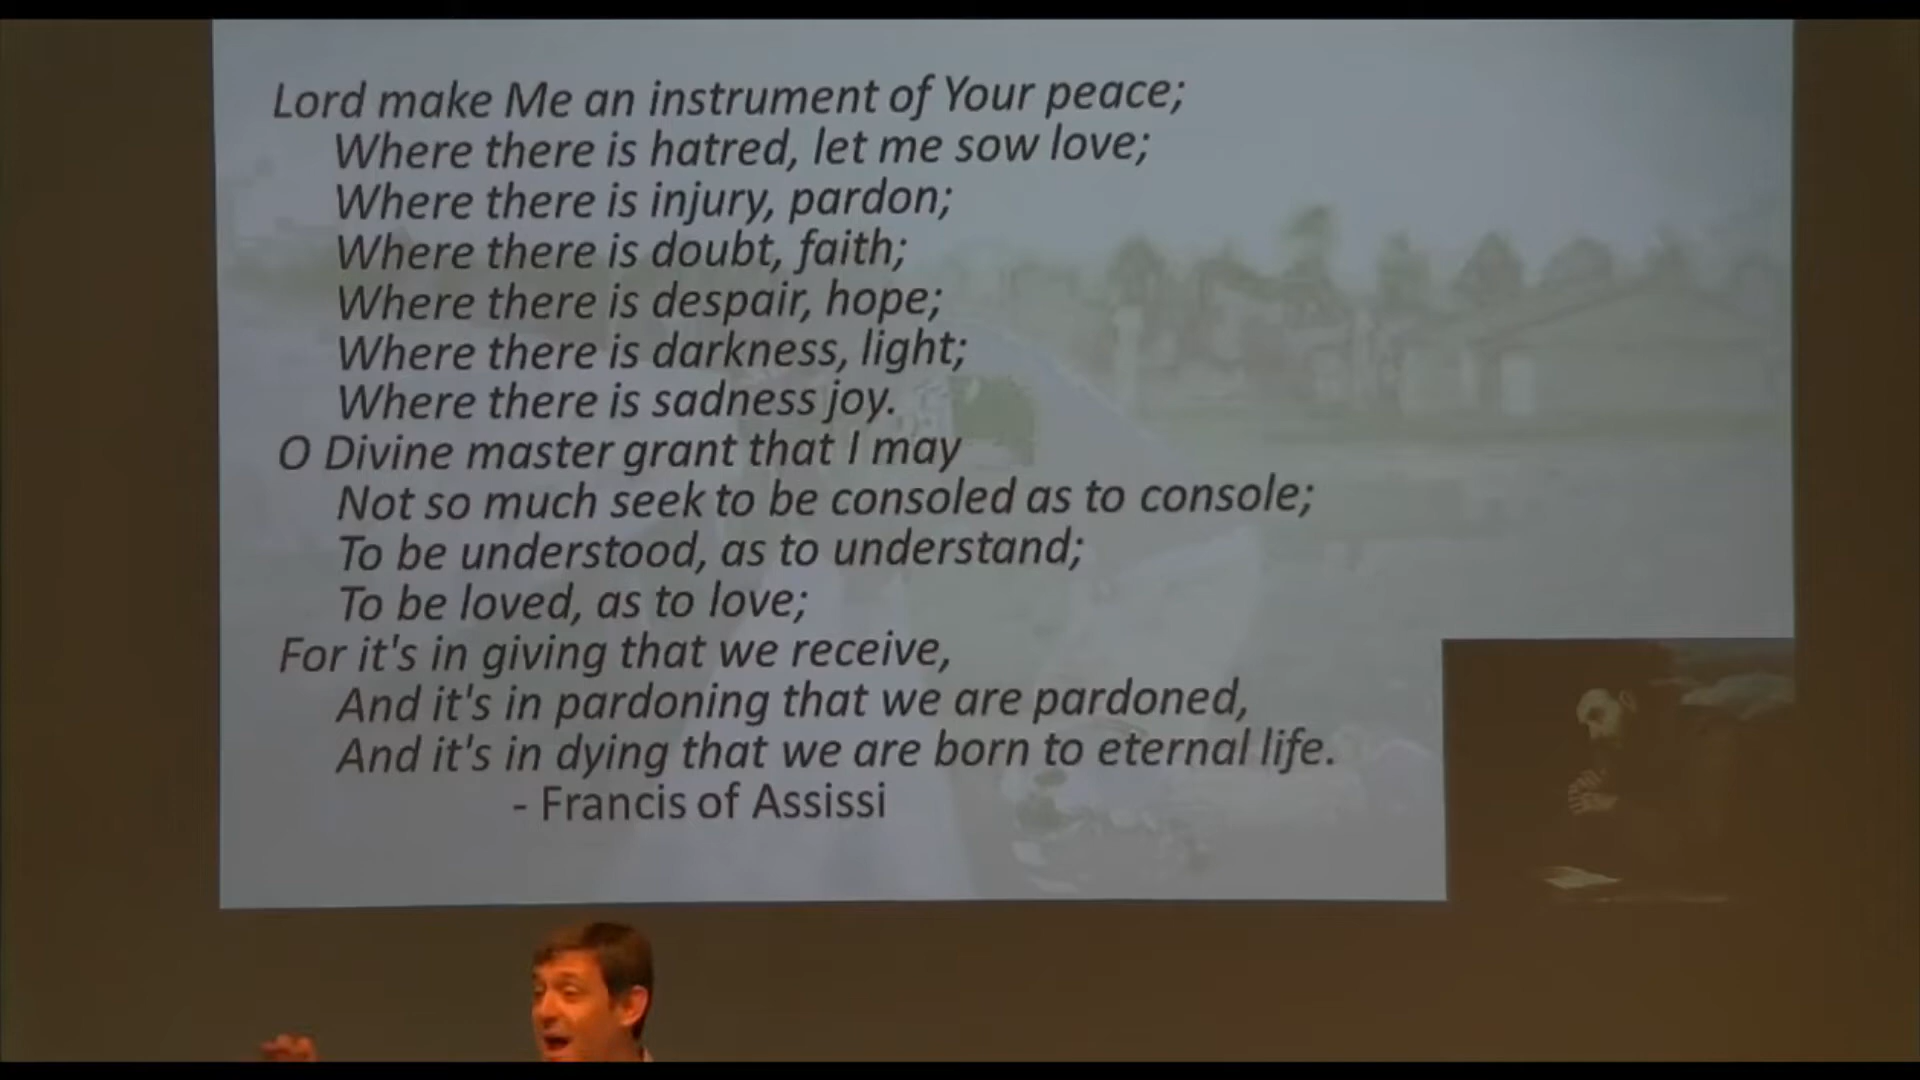 Lord make Me an instrument of Your peace;
Where there is hatred, let me sow love;
Where there is injury, pardon;
Where there is doubt, faith;
Where there is despair, hope;
Where there is darkness, light;
Where there is sadness joy.
O Divine master grant that I may
Not so much seek to be consoled as to console;
To be understood, as to understand;
To be loved, as to love;
For it's in giving that we receive,
And it's in pardoning that we are pardoned,
And it's in dying that we are born to eternal life.
- Francis of Assissi